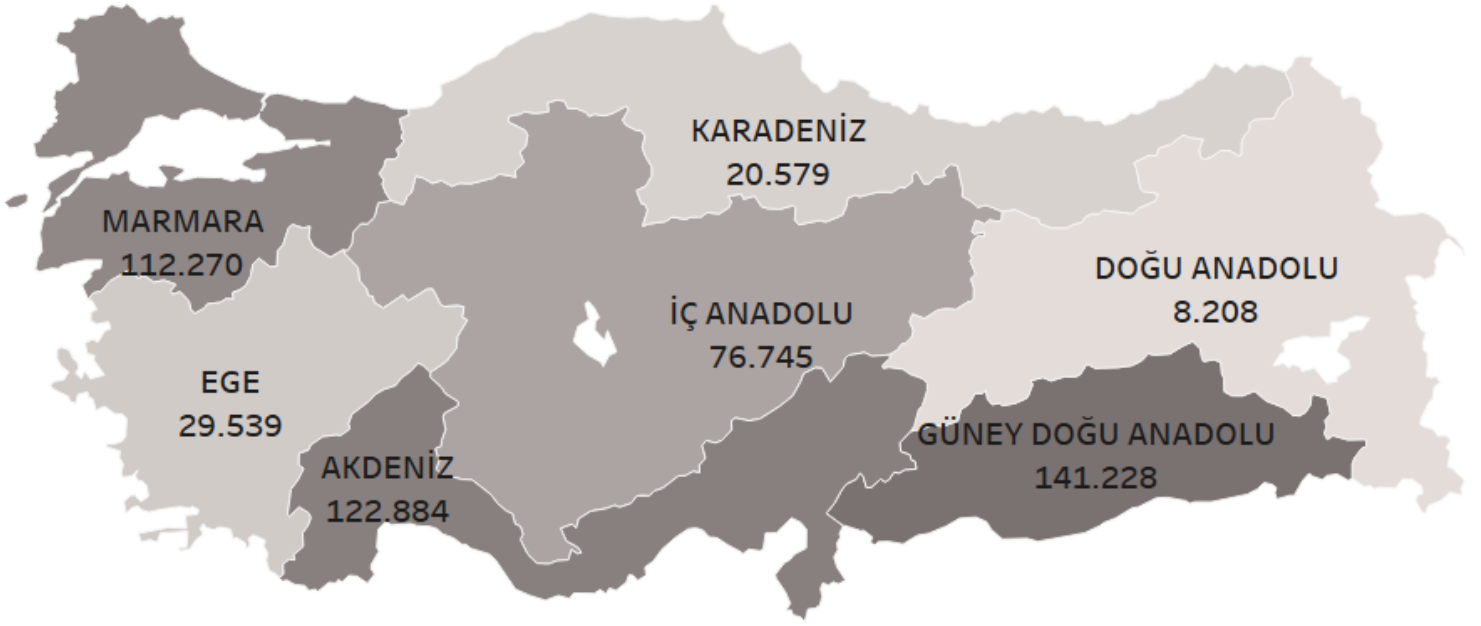 KARADENİZ
20.579
MARMARA
112.270
DOĞU ANADOLU
8.208
İÇ ANADOLU
76.745
EGE
29.539
GÜNEY DOĞU ANADOLU
141.228
AKDENİZ
122.884